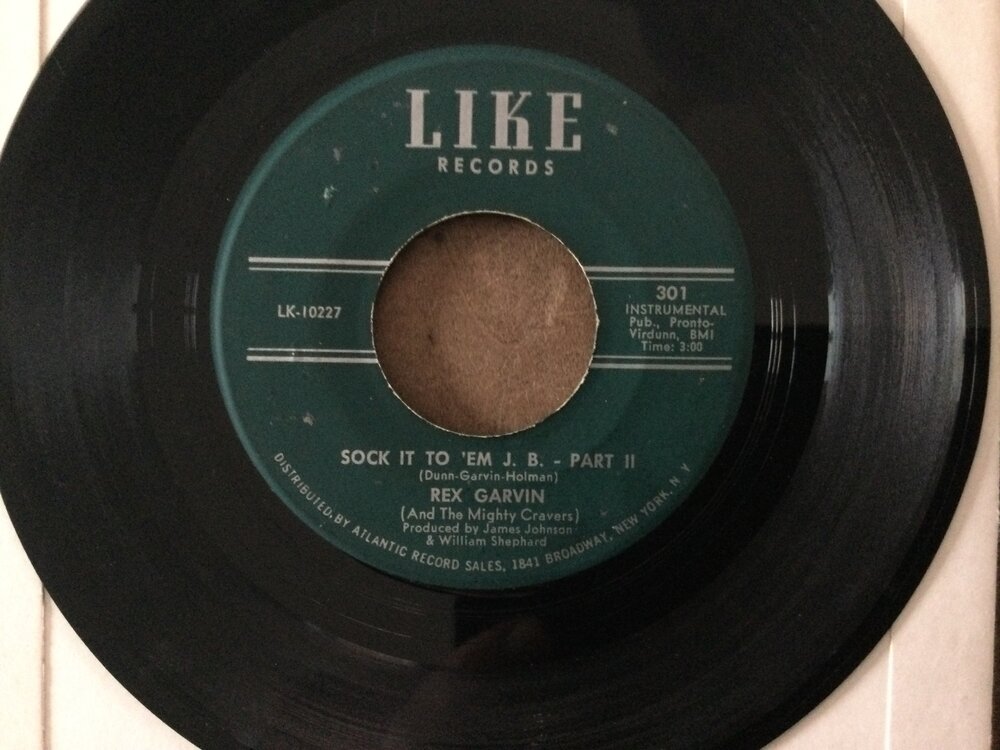 LIKE
RECORDS
LK-10227
301
INSTRUMENTAL
Pub., Pronto-
Virdunn, BMI
Time: 3:00
SOCK IT TO 'EM J. B. - PART II
(Dunn-Garvin-Holman)
REX GARVIN
(And The Mighty Cravers)
Produced by James Johnson
& William Shephard
DISTRIBUTED BY ATLANTIC RECORD SALES, 1841 BROADWAY, NEW YORK, N Y